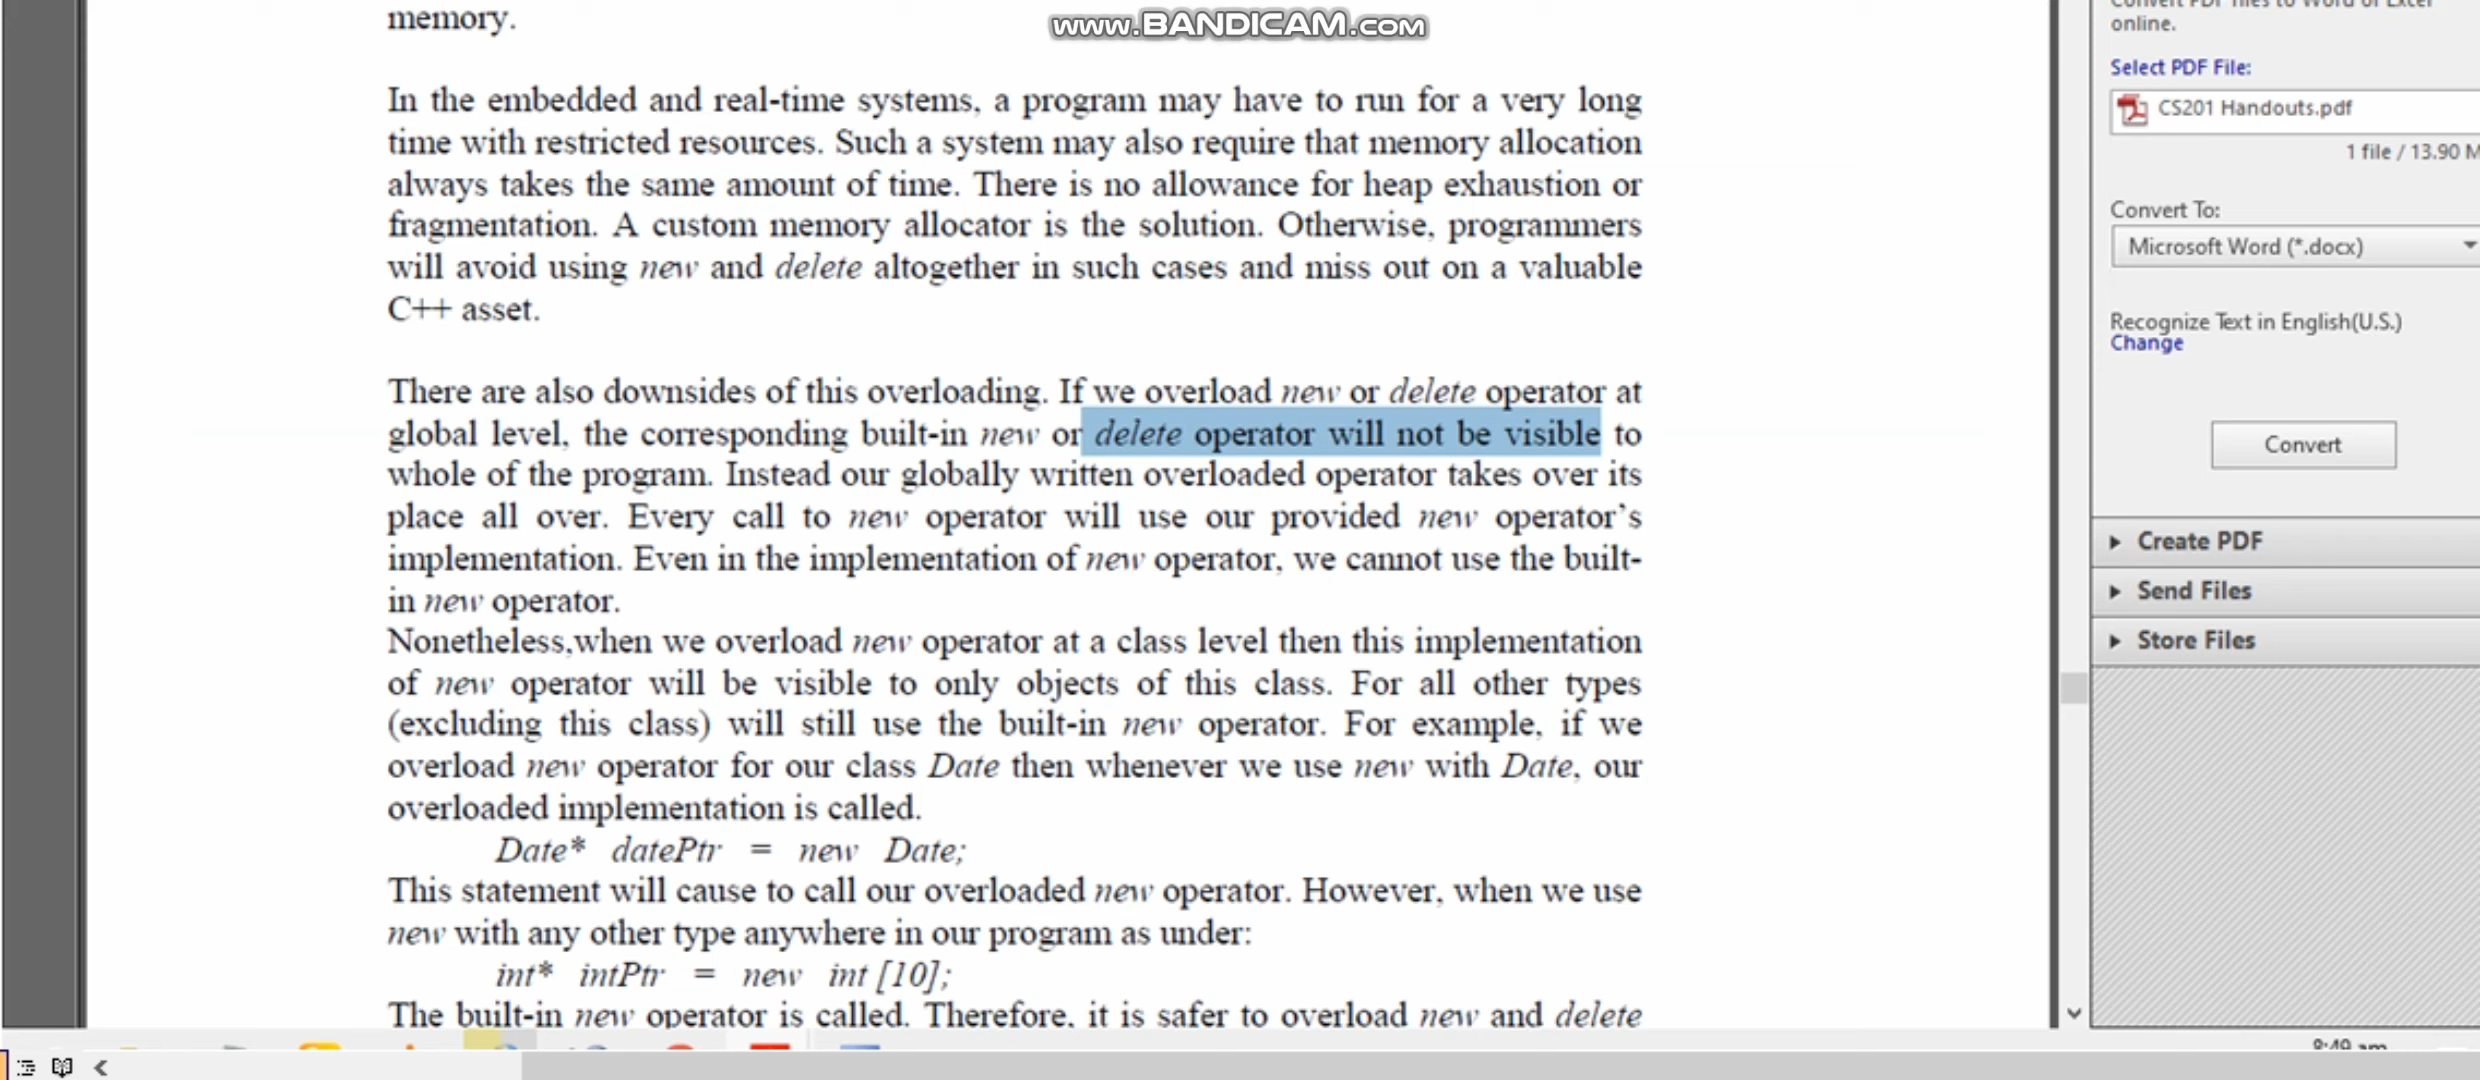 memory.
www.BANDICAM.com
In the embedded and real-time systems, a program may have to run for a very long
time with restricted resources. Such a system may also require that memory allocation
always takes the same amount of time. There is no allowance for heap exhaustion or
fragmentation. A custom memory allocator is the solution. Otherwise, programmers
will avoid using new and delete altogether in such cases and miss out on a valuable
C++ asset.
There are also downsides of this overloading. If we overload new or delete operator at
global level, the corresponding built-in new or delete operator will not be visible to
whole of the program. Instead our globally written overloaded operator takes over its
place all over. Every call to new operator will use our provided new operator's
implementation. Even in the implementation of new operator, we cannot use the built-
in new operator.
Nonetheless,when we overload new operator at a class level then this implementation
of new operator will be visible to only objects of this class. For all other types
(excluding this class) will still use the built-in new operator. For example, if we
overload new operator for our class Date then whenever we use new with Date, our
overloaded implementation is called.
Date* datePtr = new Date;
This statement will cause to call our overloaded new operator. However, when we use
new with any other type anywhere in our program as under:
int* intPtr = new int [10];
The built-in new operator is called. Therefore, it is safer to overload new and delete
Convert PDF files to Word or Excel
online.
Select PDF File:
CS201 Handouts.pdf
1 file / 13.90 M
Convert To:
Microsoft Word (*.docx)
Recognize Text in English(U.S.)
Change
Convert
Create PDF
Send Files
Store Files
8:49 am